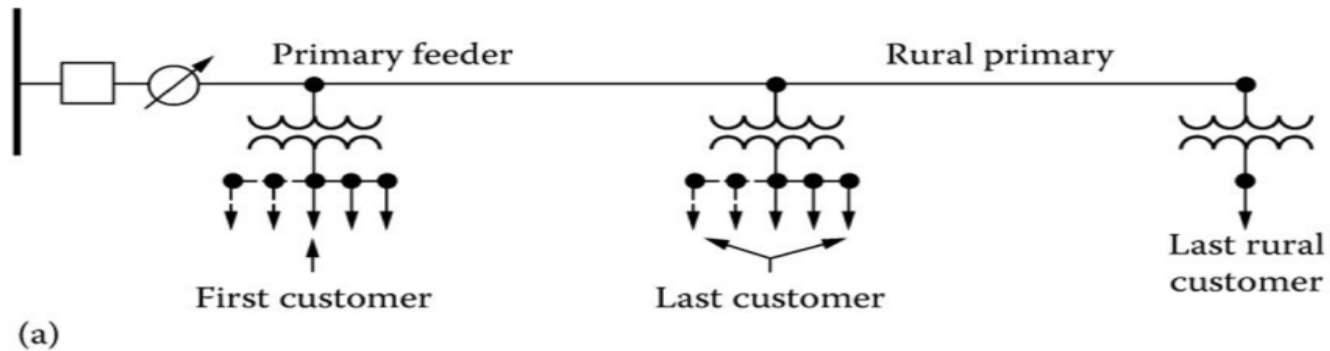 Primary feeder
Rural primary
First customer
Last customer
Last rural
customer
(a)